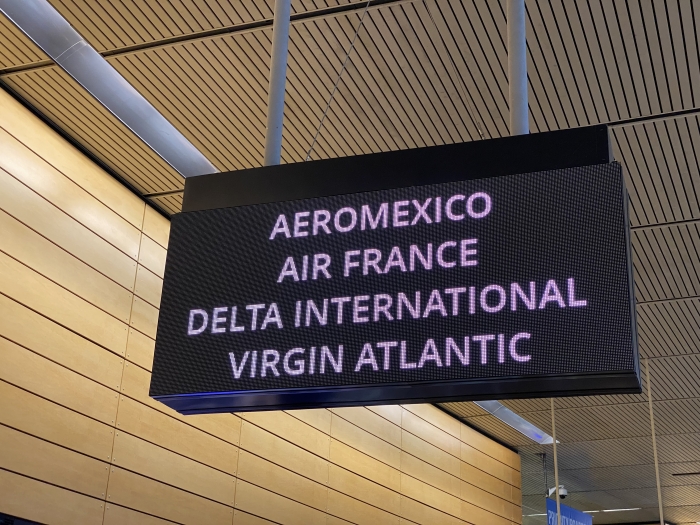 AEROMEXICO
AIR FRANCE
DELTA INTERNATIONAL
VIRGIN ATLANTIC